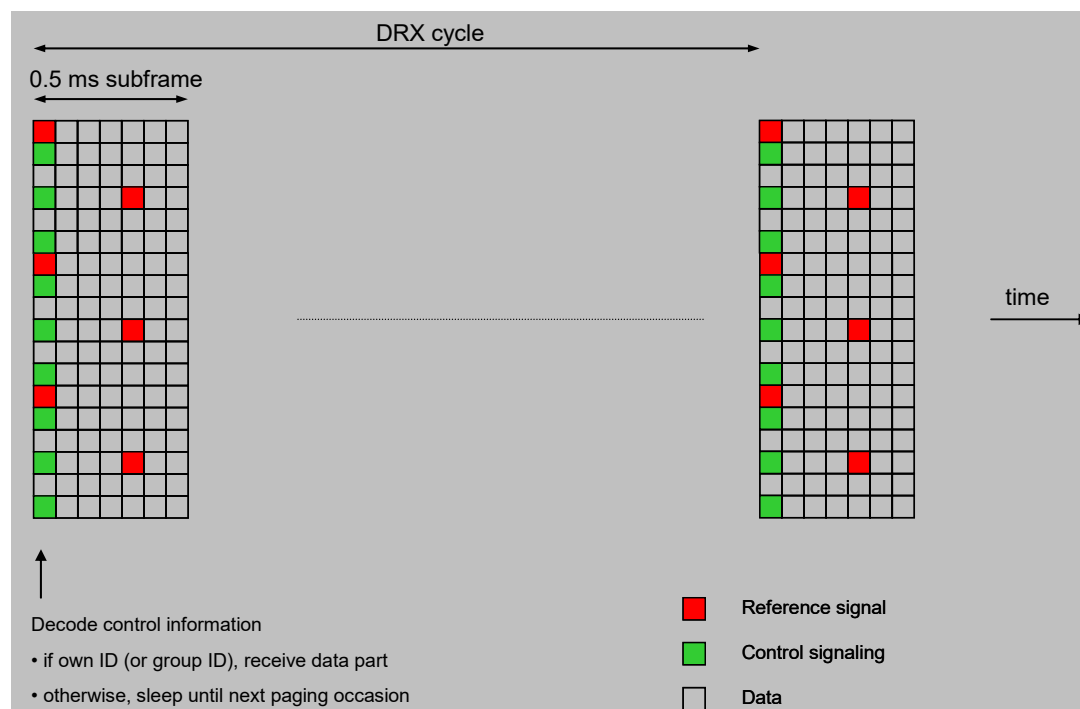 DRX cycle
0.5 ms subframe
time
Decode control information
• if own ID (or group ID), receive data part
• otherwise, sleep until next paging occasion
Reference signal
Control signaling
Data